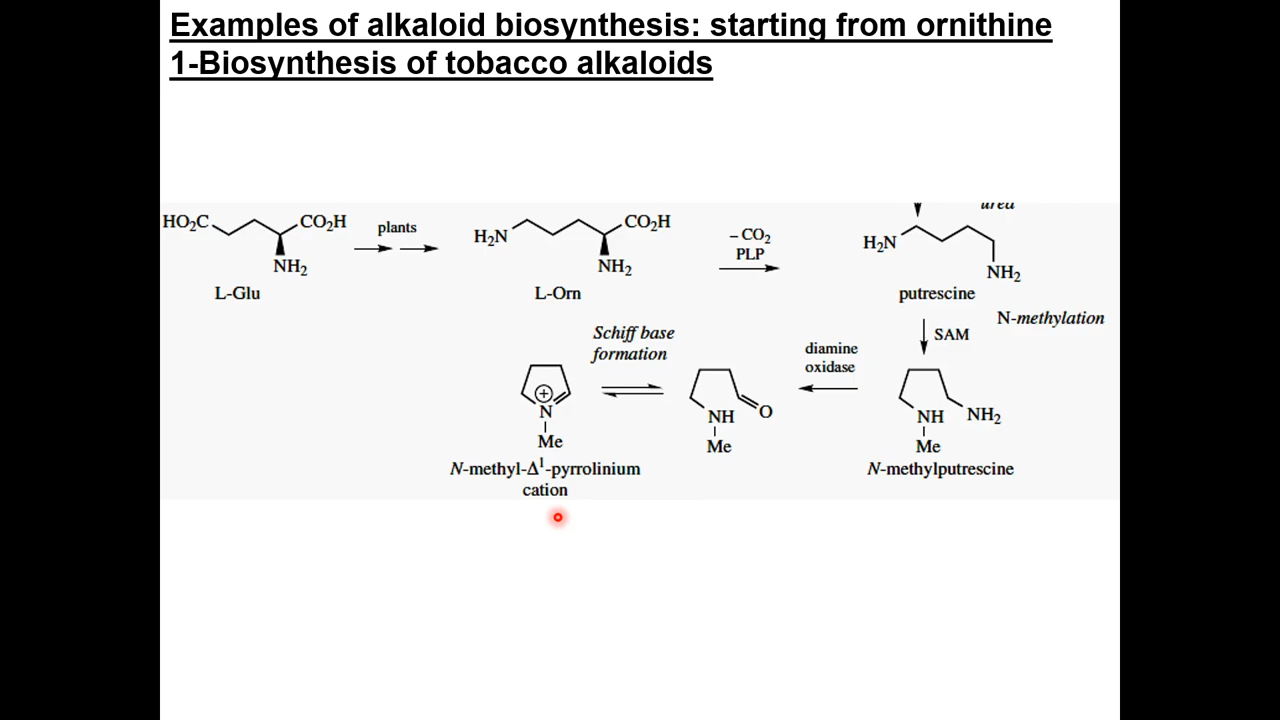 Examples of alkaloid biosynthesis: starting from ornithine
1-Biosynthesis of tobacco alkaloids
HO₂C CO₂H
NH₂
L-Glu
plants
H₂N CO₂H
NH₂
L-Orn
– CO₂
PLP
urea
H₂N
NH₂
putrescine
SAM
N-methylation
NH NH₂
Me
N-methylputrescine
diamine
oxidase
NH O
Me
Schiff base
formation
+
N
Me
N-methyl-Δ¹-pyrrolinium
cation